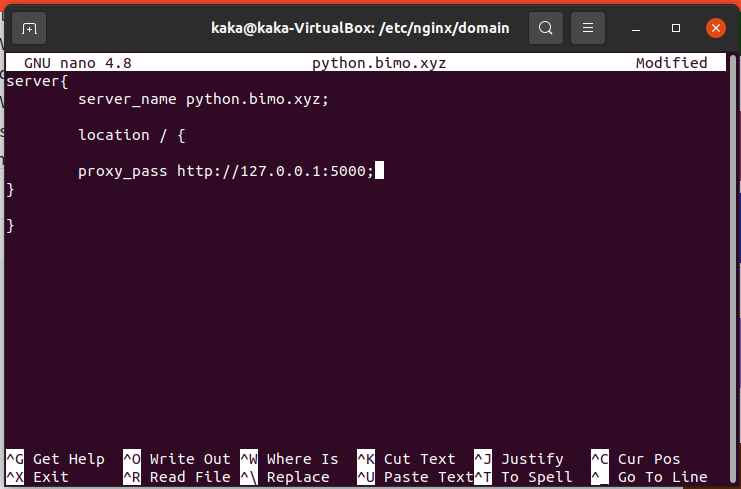 kaka@kaka-VirtualBox: /etc/nginx/domain
GNU nano 4.8 python.bimo.xyz Modified
server{
server_name python.bimo.xyz;
location / {
proxy_pass http://127.0.0.1:5000;
}
}
^G Get Help ^O Write Out ^W Where Is ^K Cut Text ^J Justify ^C Cur Pos
^X Exit ^R Read File ^\ Replace ^U Paste Text ^T To Spell ^_ Go To Line